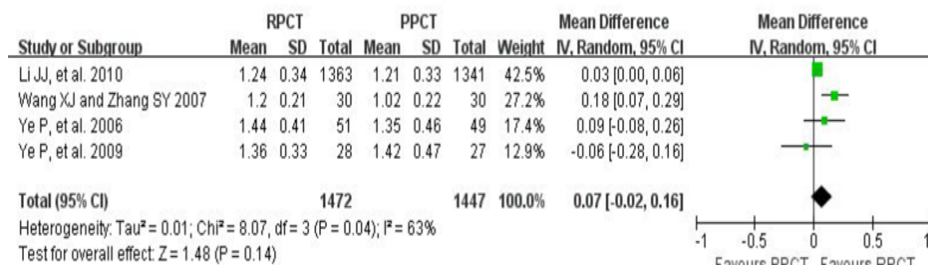 RPCT PPCT Mean Difference Mean Difference
Study or Subgroup Mean SD Total Mean SD Total Weight IV, Random, 95% CI IV, Random, 95% CI
Li JJ, et al. 2010 1.24 0.34 1363 1.21 0.33 1341 42.5% 0.03 [0.00, 0.06]
Wang XJ and Zhang SY 2007 1.2 0.21 30 1.02 0.22 30 27.2% 0.18 [0.07, 0.29]
Ye P, et al. 2006 1.44 0.41 51 1.35 0.46 49 17.4% 0.09 [-0.08, 0.26]
Ye P, et al. 2009 1.36 0.33 28 1.42 0.47 27 12.9% -0.06 [-0.28, 0.16]
Total (95% CI) 1472 1447 100.0% 0.07 [-0.02, 0.16]
Heterogeneity: Tau² = 0.01; Chi² = 8.07, df = 3 (P = 0.04); I² = 63%
Test for overall effect: Z = 1.48 (P = 0.14)
-1 -0.5 0 0.5 1
Favours Favours